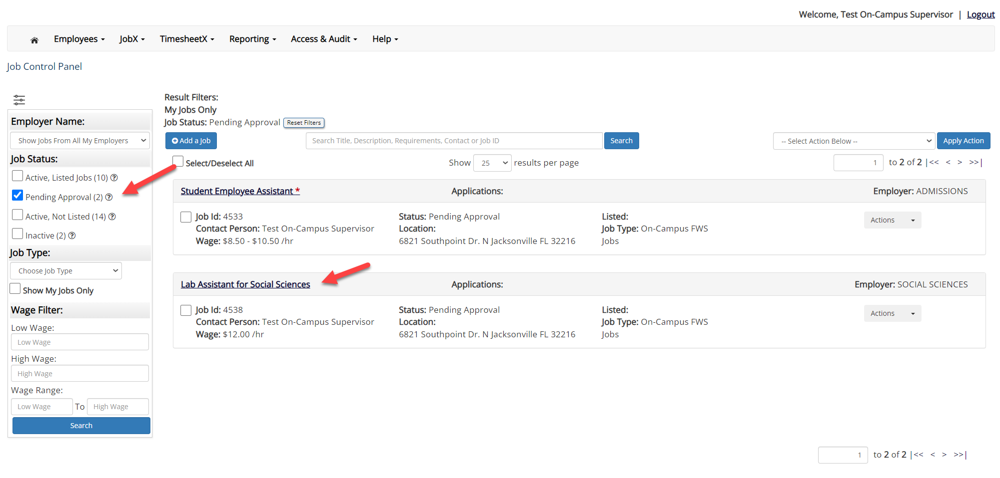 Welcome, Test On-Campus Supervisor | Logout
Employees JobX TimesheetX Reporting Access & Audit Help
Job Control Panel
Result Filters:
My Jobs Only
Job Status: Pending Approval Reset Filters
Employer Name:
Show Jobs From All My Employers
Job Status:
Active, Listed Jobs (10) ?
Pending Approval (2) ?
Active, Not Listed (14) ?
Inactive (2) ?
Job Type:
Choose Job Type
Show My Jobs Only
Wage Filter:
Low Wage:
Low Wage
High Wage:
High Wage
Wage Range:
Low Wage To High Wage
Search
Add a Job Search Title, Description, Requirements, Contact or Job ID Search -- Select Action Below -- Apply Action
Select/Deselect All Show 25 results per page 1 to 2 of 2 |<< < > >>|
Student Employee Assistant * Applications: Employer: ADMISSIONS
Job Id: 4533 Status: Pending Approval Listed: Actions
Contact Person: Test On-Campus Supervisor Location: Job Type: On-Campus FWS
Wage: $8.50 - $10.50 /hr 6821 Southpoint Dr. N Jacksonville FL 32216 Jobs
Lab Assistant for Social Sciences Applications: Employer: SOCIAL SCIENCES
Job Id: 4538 Status: Pending Approval Listed: Actions
Contact Person: Test On-Campus Supervisor Location: Job Type: On-Campus FWS
Wage: $12.00 /hr 6821 Southpoint Dr. N Jacksonville FL 32216 Jobs
1 to 2 of 2 |<< < > >>|